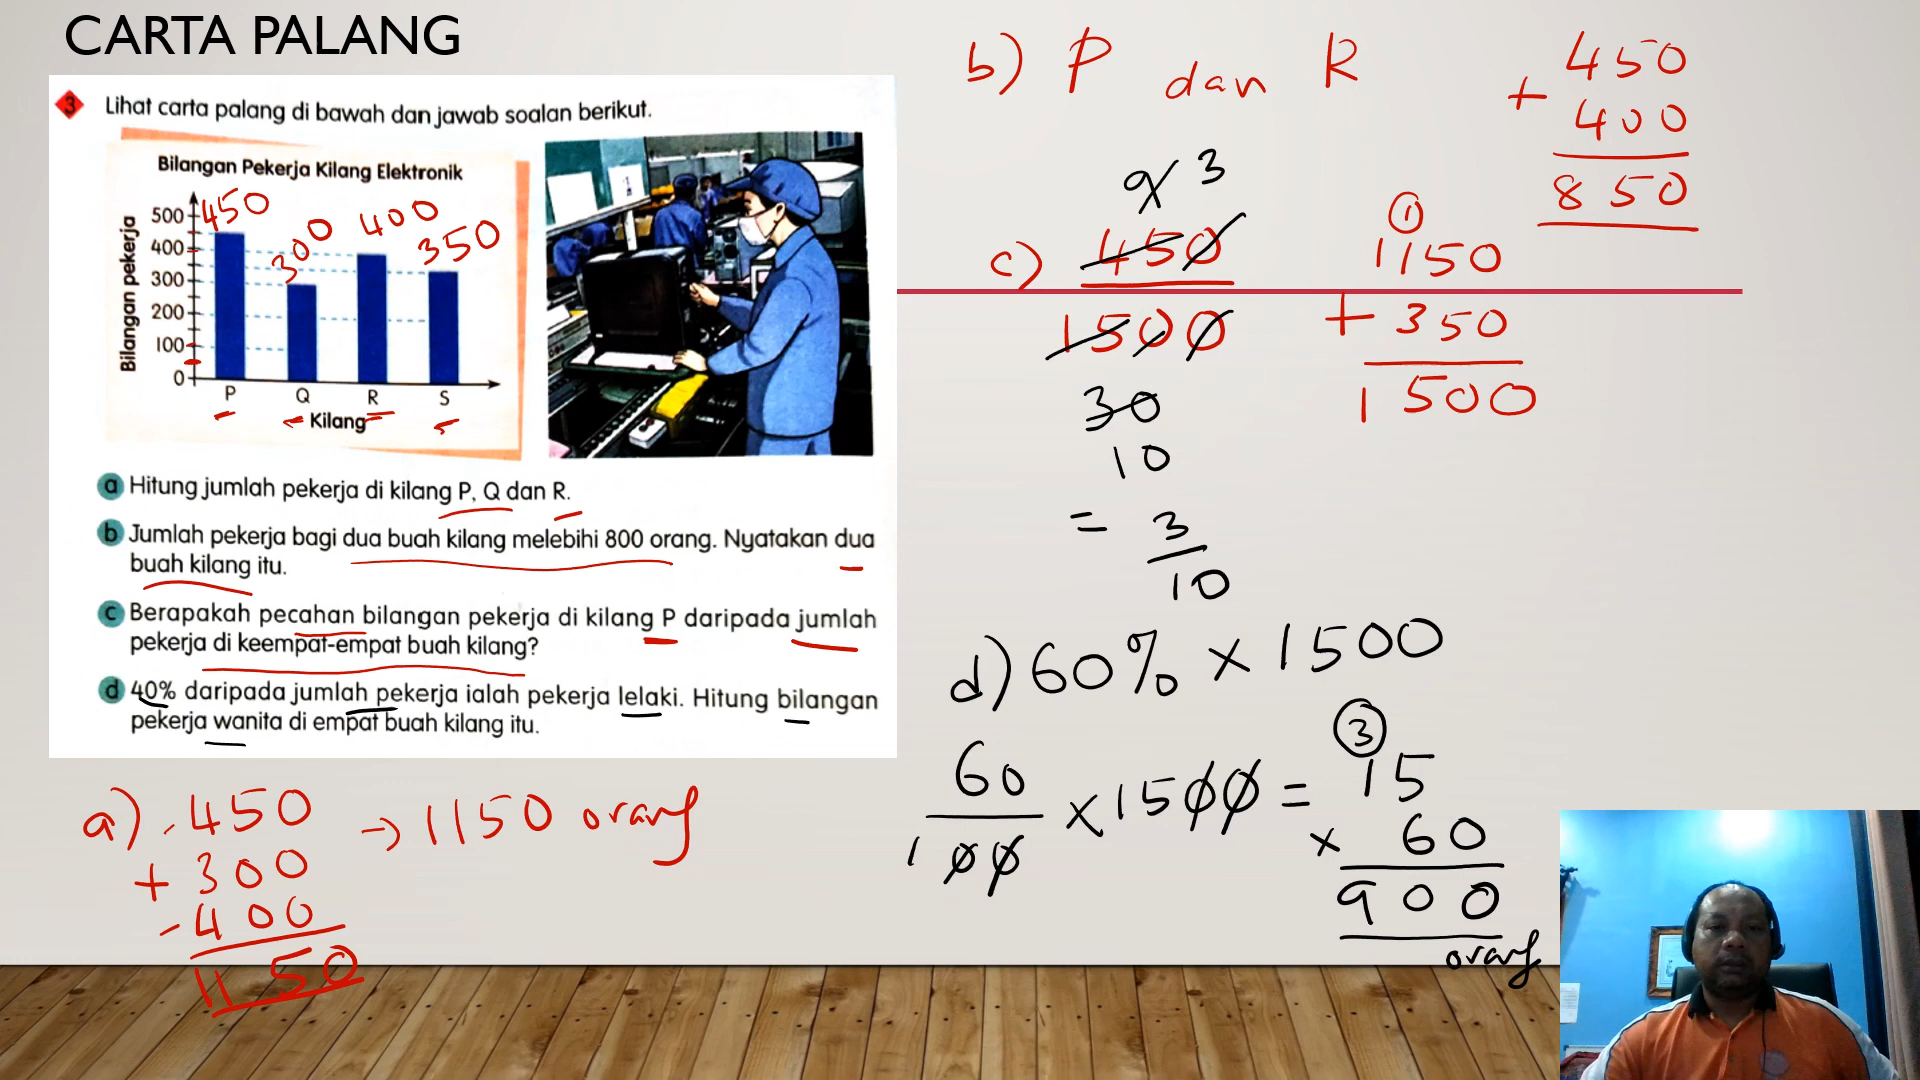 CARTA PALANG
3 Lihat carta palang di bawah dan jawab soalan berikut.
Bilangan Pekerja Kilang Elektronik
Bilangan pekerja
500
400
300
200
100
0
450
300
400
350
P Q R S
Kilang
a Hitung jumlah pekerja di kilang P, Q dan R.
b Jumlah pekerja bagi dua buah kilang melebihi 800 orang. Nyatakan dua
buah kilang itu.
c Berapakah pecahan bilangan pekerja di kilang P daripada jumlah
pekerja di keempat-empat buah kilang?
d 40% daripada jumlah pekerja ialah pekerja lelaki. Hitung bilangan
pekerja wanita di empat buah kilang itu.
a) 450 → 1150 orang
+ 300
400
1150
b) P dan R
450
+ 400
850
9 3
c) 450
1500
30
10
= 3
10
1
1150
+ 350
1500
d) 60% × 1500
60
100 × 1500 =
3
15
× 60
900
orang